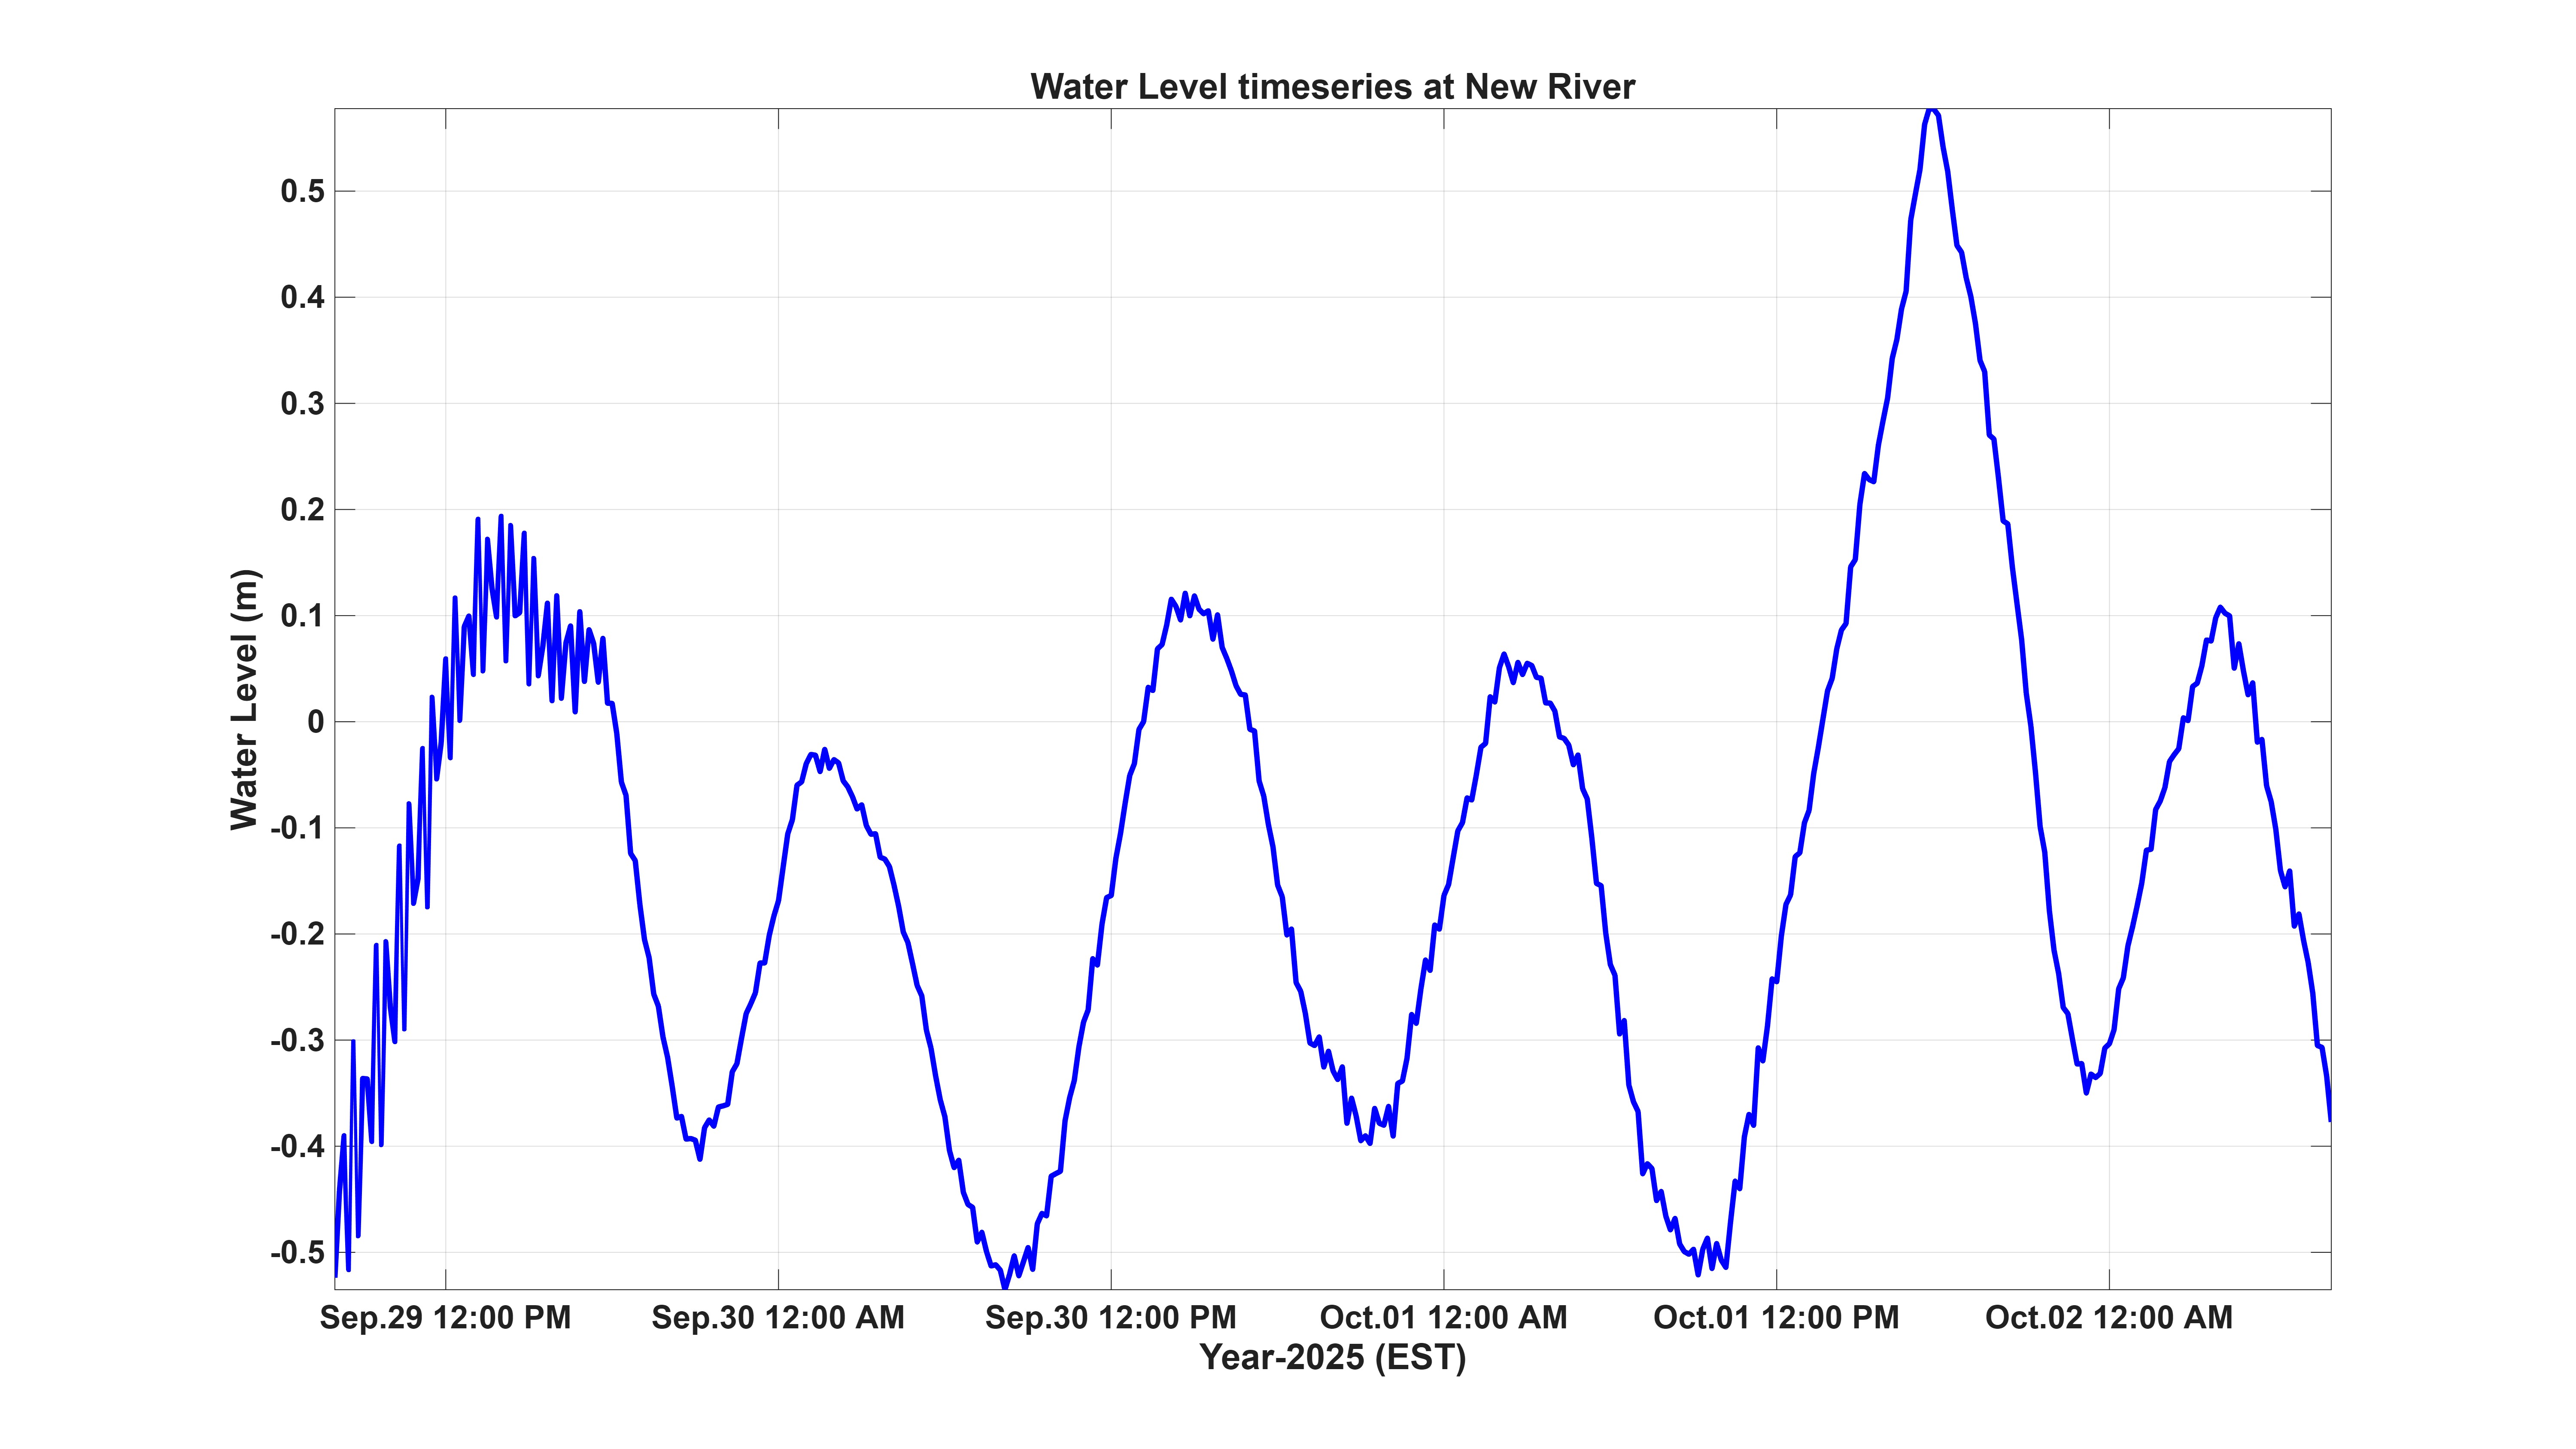 Water Level timeseries at New River
Water Level (m)
0.5
0.4
0.3
0.2
0.1
0
-0.1
-0.2
-0.3
-0.4
-0.5
Sep.29 12:00 PM Sep.30 12:00 AM Sep.30 12:00 PM Oct.01 12:00 AM Oct.01 12:00 PM Oct.02 12:00 AM
Year-2025 (EST)